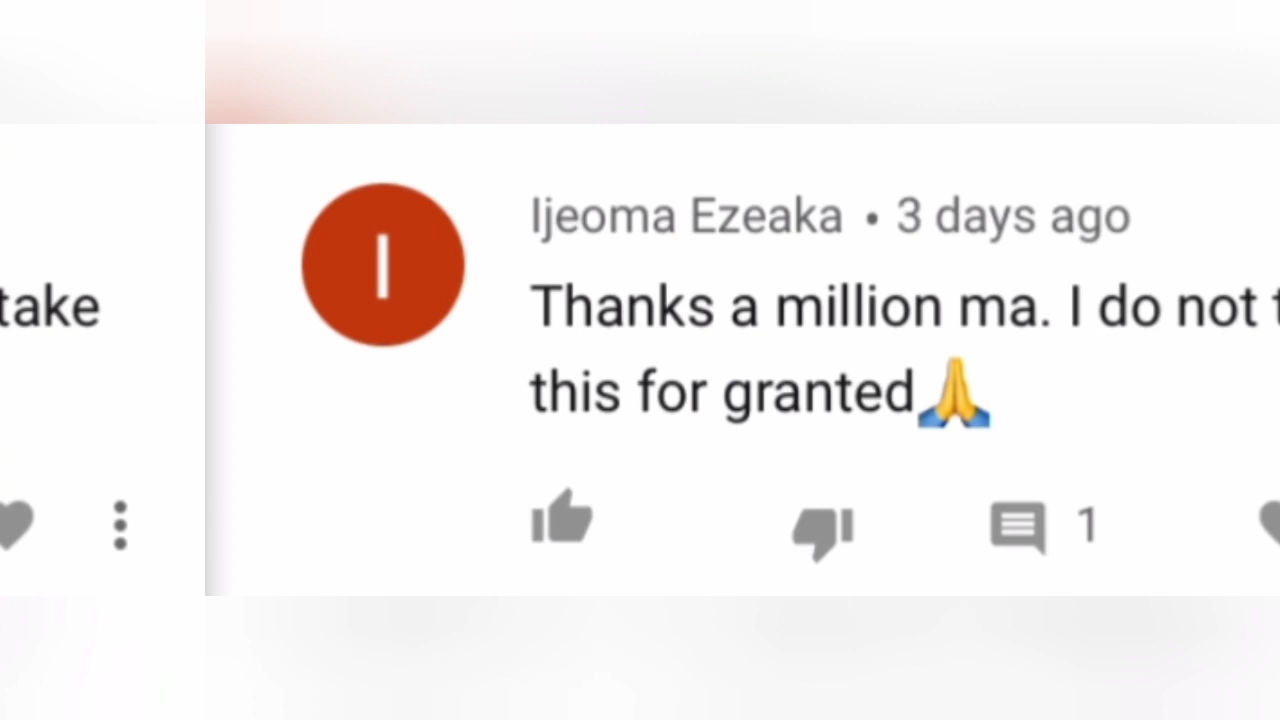 take
I
Ijeoma Ezeaka • 3 days ago
Thanks a million ma. I do not
this for granted🙏
1